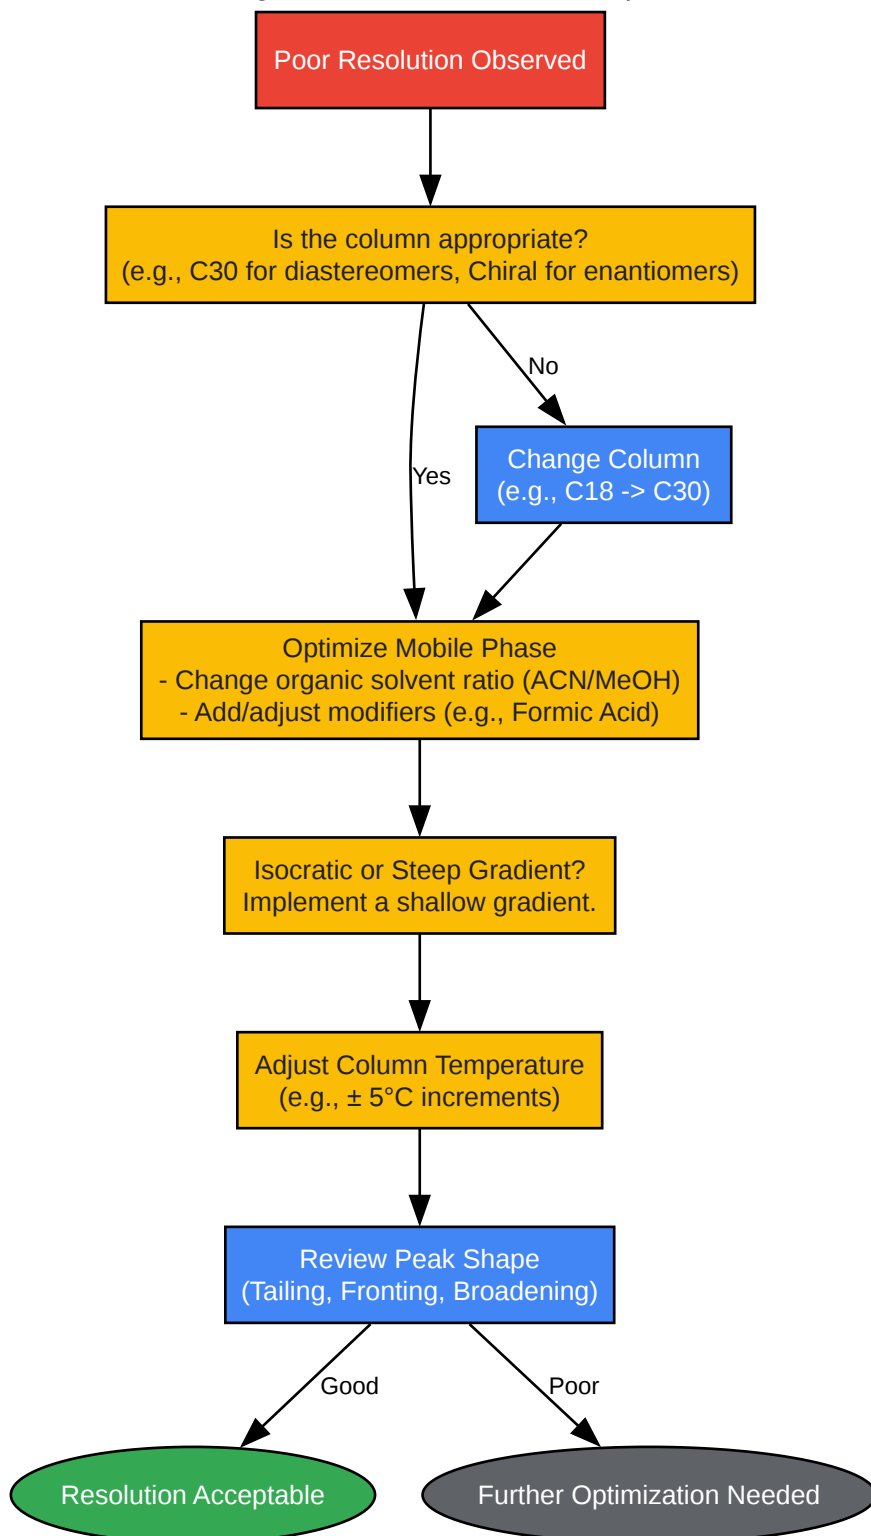 Poor Resolution Observed
Is the column appropriate?
(e.g., C30 for diastereomers, Chiral for enantiomers)
No
Change Column
(e.g., C18 -> C30)
Yes
Optimize Mobile Phase
- Change organic solvent ratio (ACN/MeOH)
- Add/adjust modifiers (e.g., Formic Acid)
Isocratic or Steep Gradient?
Implement a shallow gradient.
Adjust Column Temperature
(e.g., ± 5°C increments)
Review Peak Shape
(Tailing, Fronting, Broadening)
Good
Poor
Resolution Acceptable
Further Optimization Needed